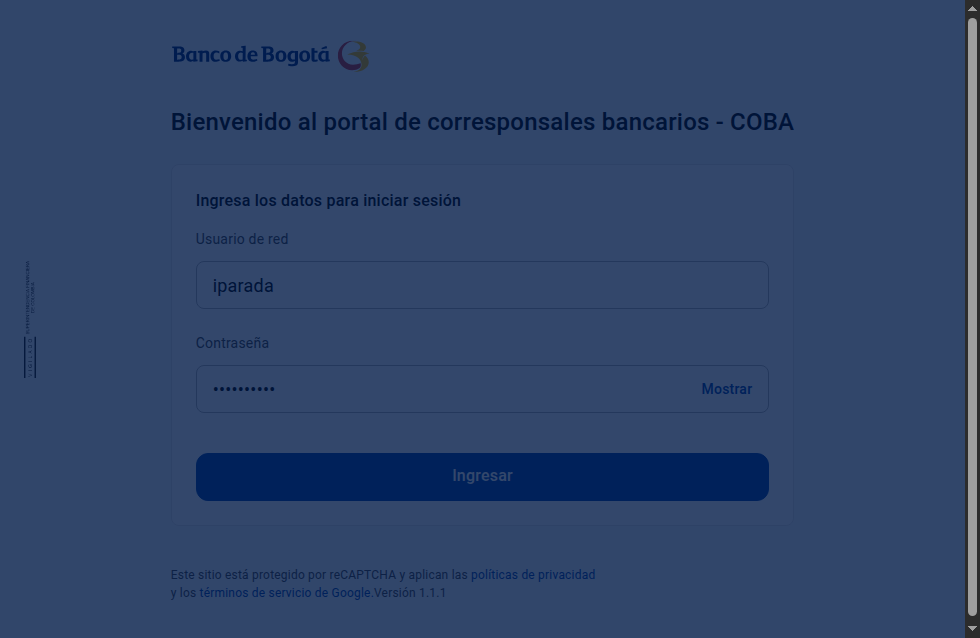 Banco de Bogotá
Bienvenido al portal de corresponsales bancarios - COBA
Ingresa los datos para iniciar sesión
Usuario de red
iparada
Contraseña
••••••••••
Mostrar
Ingresar
Este sitio está protegido por reCAPTCHA y aplican las políticas de privacidad
y los términos de servicio de Google.Versión 1.1.1